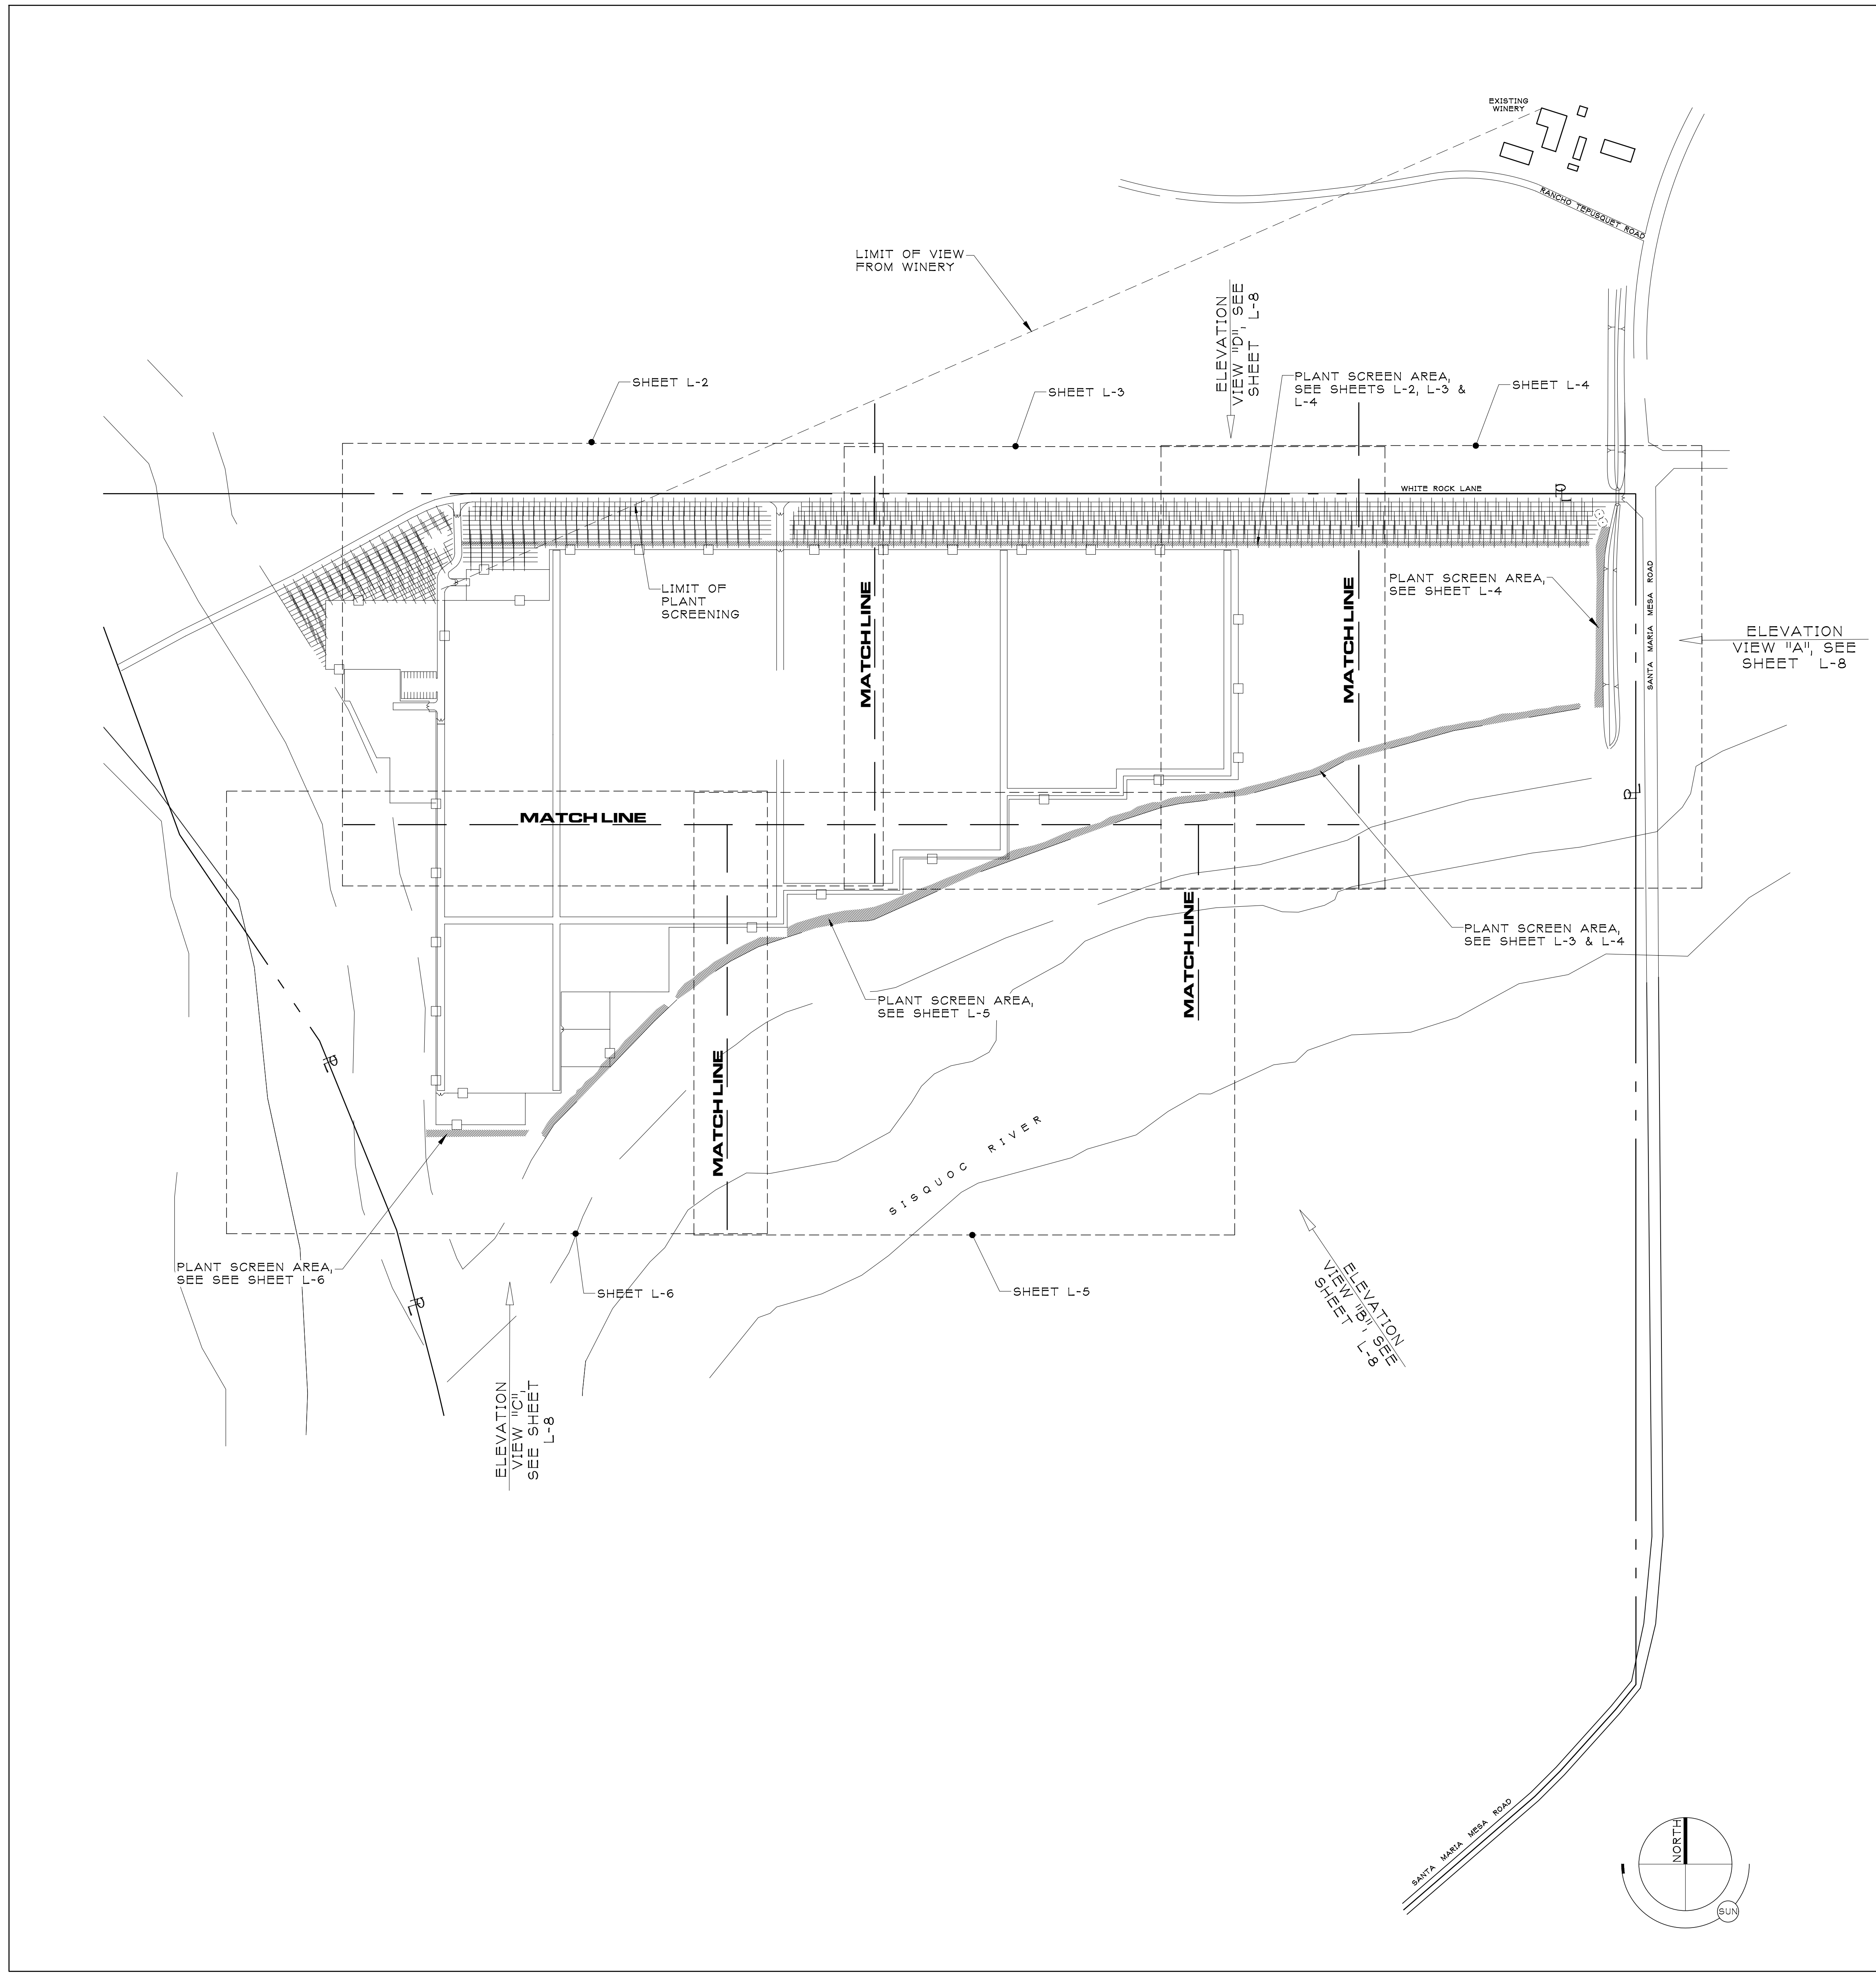 EXISTING
WINERY
RANCHO TEPUSQUET ROAD
LIMIT OF VIEW
FROM WINERY
ELEVATION
VIEW "D", SEE
SHEET L-8
SHEET L-2
SHEET L-3
PLANT SCREEN AREA,
SEE SHEETS L-2, L-3 &
L-4
SHEET L-4
WHITE ROCK LANE
PL
LIMIT OF
PLANT
SCREENING
MATCH LINE
MATCH LINE
PLANT SCREEN AREA,
SEE SHEET L-4
SANTA MARIA MESA ROAD
ELEVATION
VIEW "A", SEE
SHEET L-8
PL
MATCH LINE
MATCH LINE
PLANT SCREEN AREA,
SEE SHEET L-3 & L-4
PLANT SCREEN AREA,
SEE SHEET L-5
PL
MATCH LINE
SISQUOC RIVER
PLANT SCREEN AREA,
SEE SEE SHEET L-6
PL
SHEET L-6
SHEET L-5
ELEVATION
VIEW "B", SEE
SHEET L-8
ELEVATION
VIEW "C",
SEE SHEET
L-8
SANTA MARIA MESA ROAD
NORTH
SUN